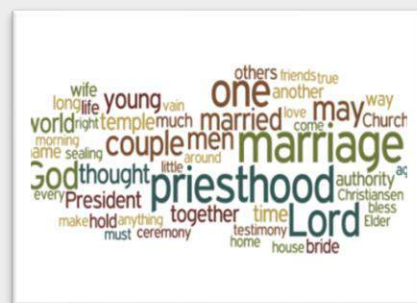 others friends true
wife one another
long life young vain may way
world right temple much married love Church
morning couple men come marriage
name sealing around
God thought little priesthood authority
every President Christiansen
make hold anything together time Lord bless
must ceremony testimony Elder
home house bride